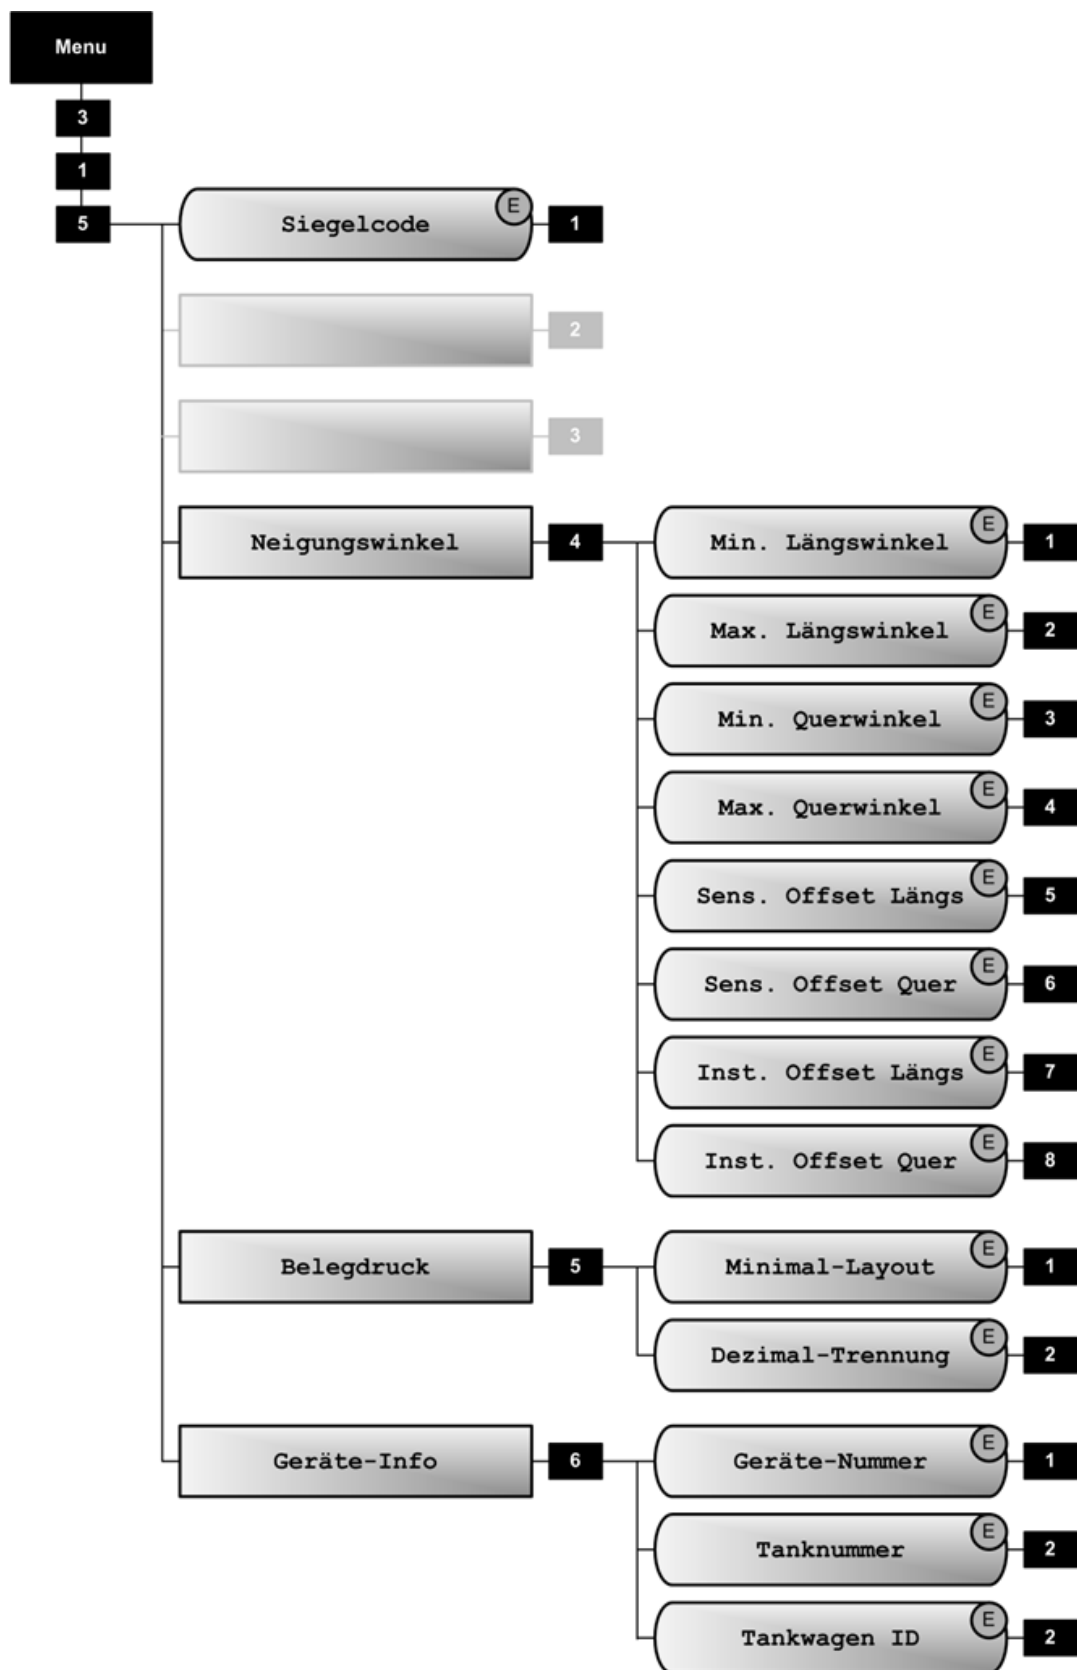 Menu
3
1
5
Siegelcode E 1
2
3
Neigungswinkel 4
Min. Längswinkel E 1
Max. Längswinkel E 2
Min. Querwinkel E 3
Max. Querwinkel E 4
Sens. Offset Längs E 5
Sens. Offset Quer E 6
Inst. Offset Längs E 7
Inst. Offset Quer E 8
Belegdruck 5
Minimal-Layout E 1
Dezimal-Trennung E 2
Geräte-Info 6
Geräte-Nummer E 1
Tanknummer E 2
Tankwagen ID E 2